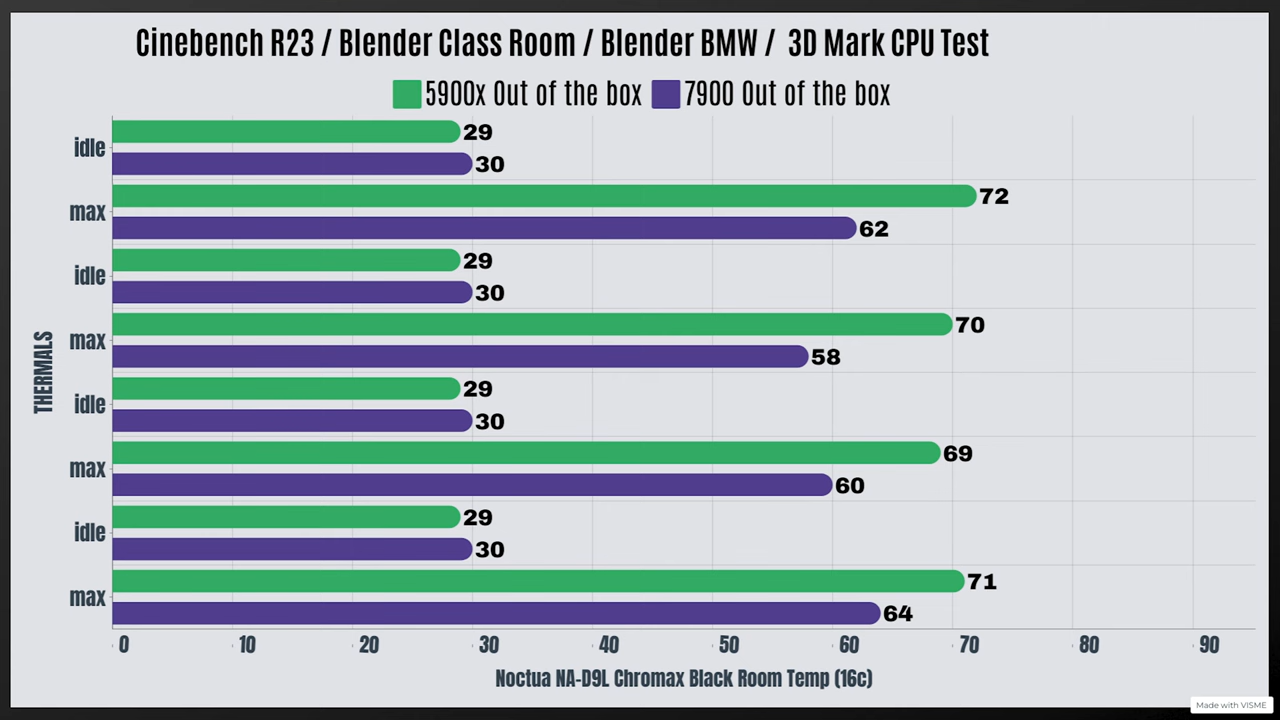 Cinebench R23 / Blender Class Room / Blender BMW / 3D Mark CPU Test
5900x Out of the box 7900 Out of the box
idle
29
30
max
72
62
idle
29
30
max
70
58
THERMALS
idle
29
30
max
69
60
idle
29
30
max
71
64
0 10 20 30 40 50 60 70 80 90
Noctua NA-D9L Chromax Black Room Temp (16c)
Made with VISME